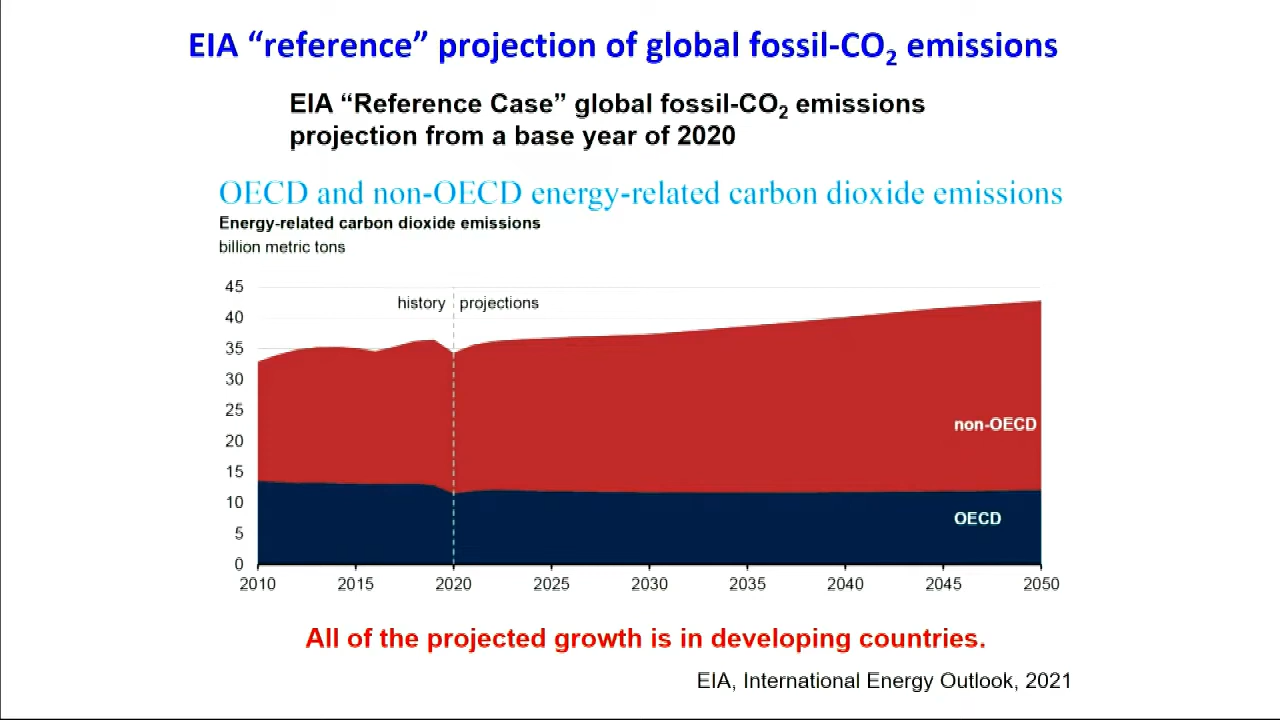 EIA “reference” projection of global fossil-CO₂ emissions
EIA “Reference Case” global fossil-CO₂ emissions
projection from a base year of 2020
OECD and non-OECD energy-related carbon dioxide emissions
Energy-related carbon dioxide emissions
billion metric tons
45
history
projections
40
35
30
25
20
non-OECD
15
10
OECD
5
0
2010 2015 2020 2025 2030 2035 2040 2045 2050
All of the projected growth is in developing countries.
EIA, International Energy Outlook, 2021